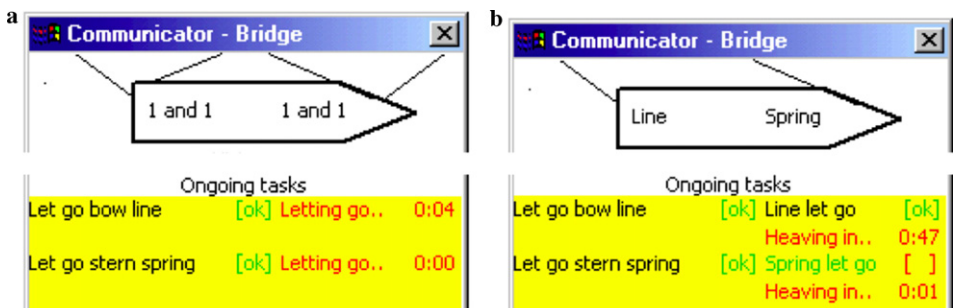 a
Communicator - Bridge
1 and 1 1 and 1
Ongoing tasks
Let go bow line [ok] Letting go.. 0:04
Let go stern spring [ok] Letting go.. 0:00
b
Communicator - Bridge
Line Spring
Ongoing tasks
Let go bow line [ok] Line let go [ok]
Heaving in.. 0:47
Let go stern spring [ok] Spring let go [ ]
Heaving in.. 0:01